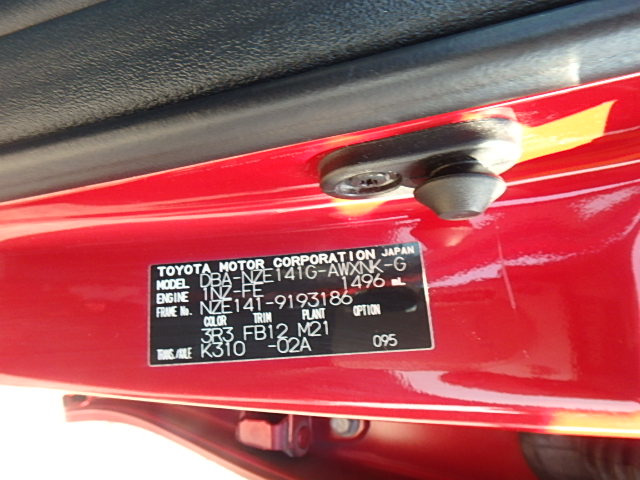 TOYOTA MOTOR CORPORATION JAPAN
MODEL DBA-NZE141G-AWXNK-G
ENGINE 1NZ-FE 1496 mL
FRAME No. NZE141-9193186
COLOR TRIM PLANT OPTION
3R3 FB12 M21
TRANS./AXLE K310 -02A 095